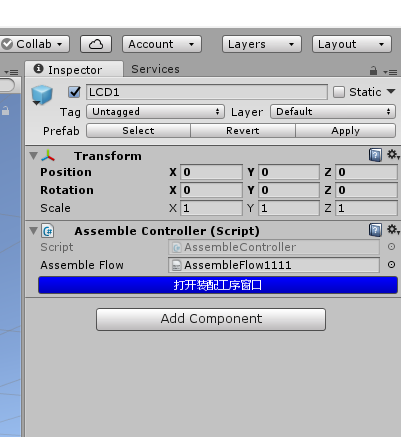 Collab Account Layers Layout
Inspector Services
LCD1 Static
Tag Untagged Layer Default
Prefab Select Revert Apply
Transform
Position X 0 Y 0 Z 0
Rotation X 0 Y 0 Z 0
Scale X 1 Y 1 Z 1
Assemble Controller (Script)
Script AssembleController
Assemble Flow AssembleFlow1111
打开装配工序窗口
Add Component